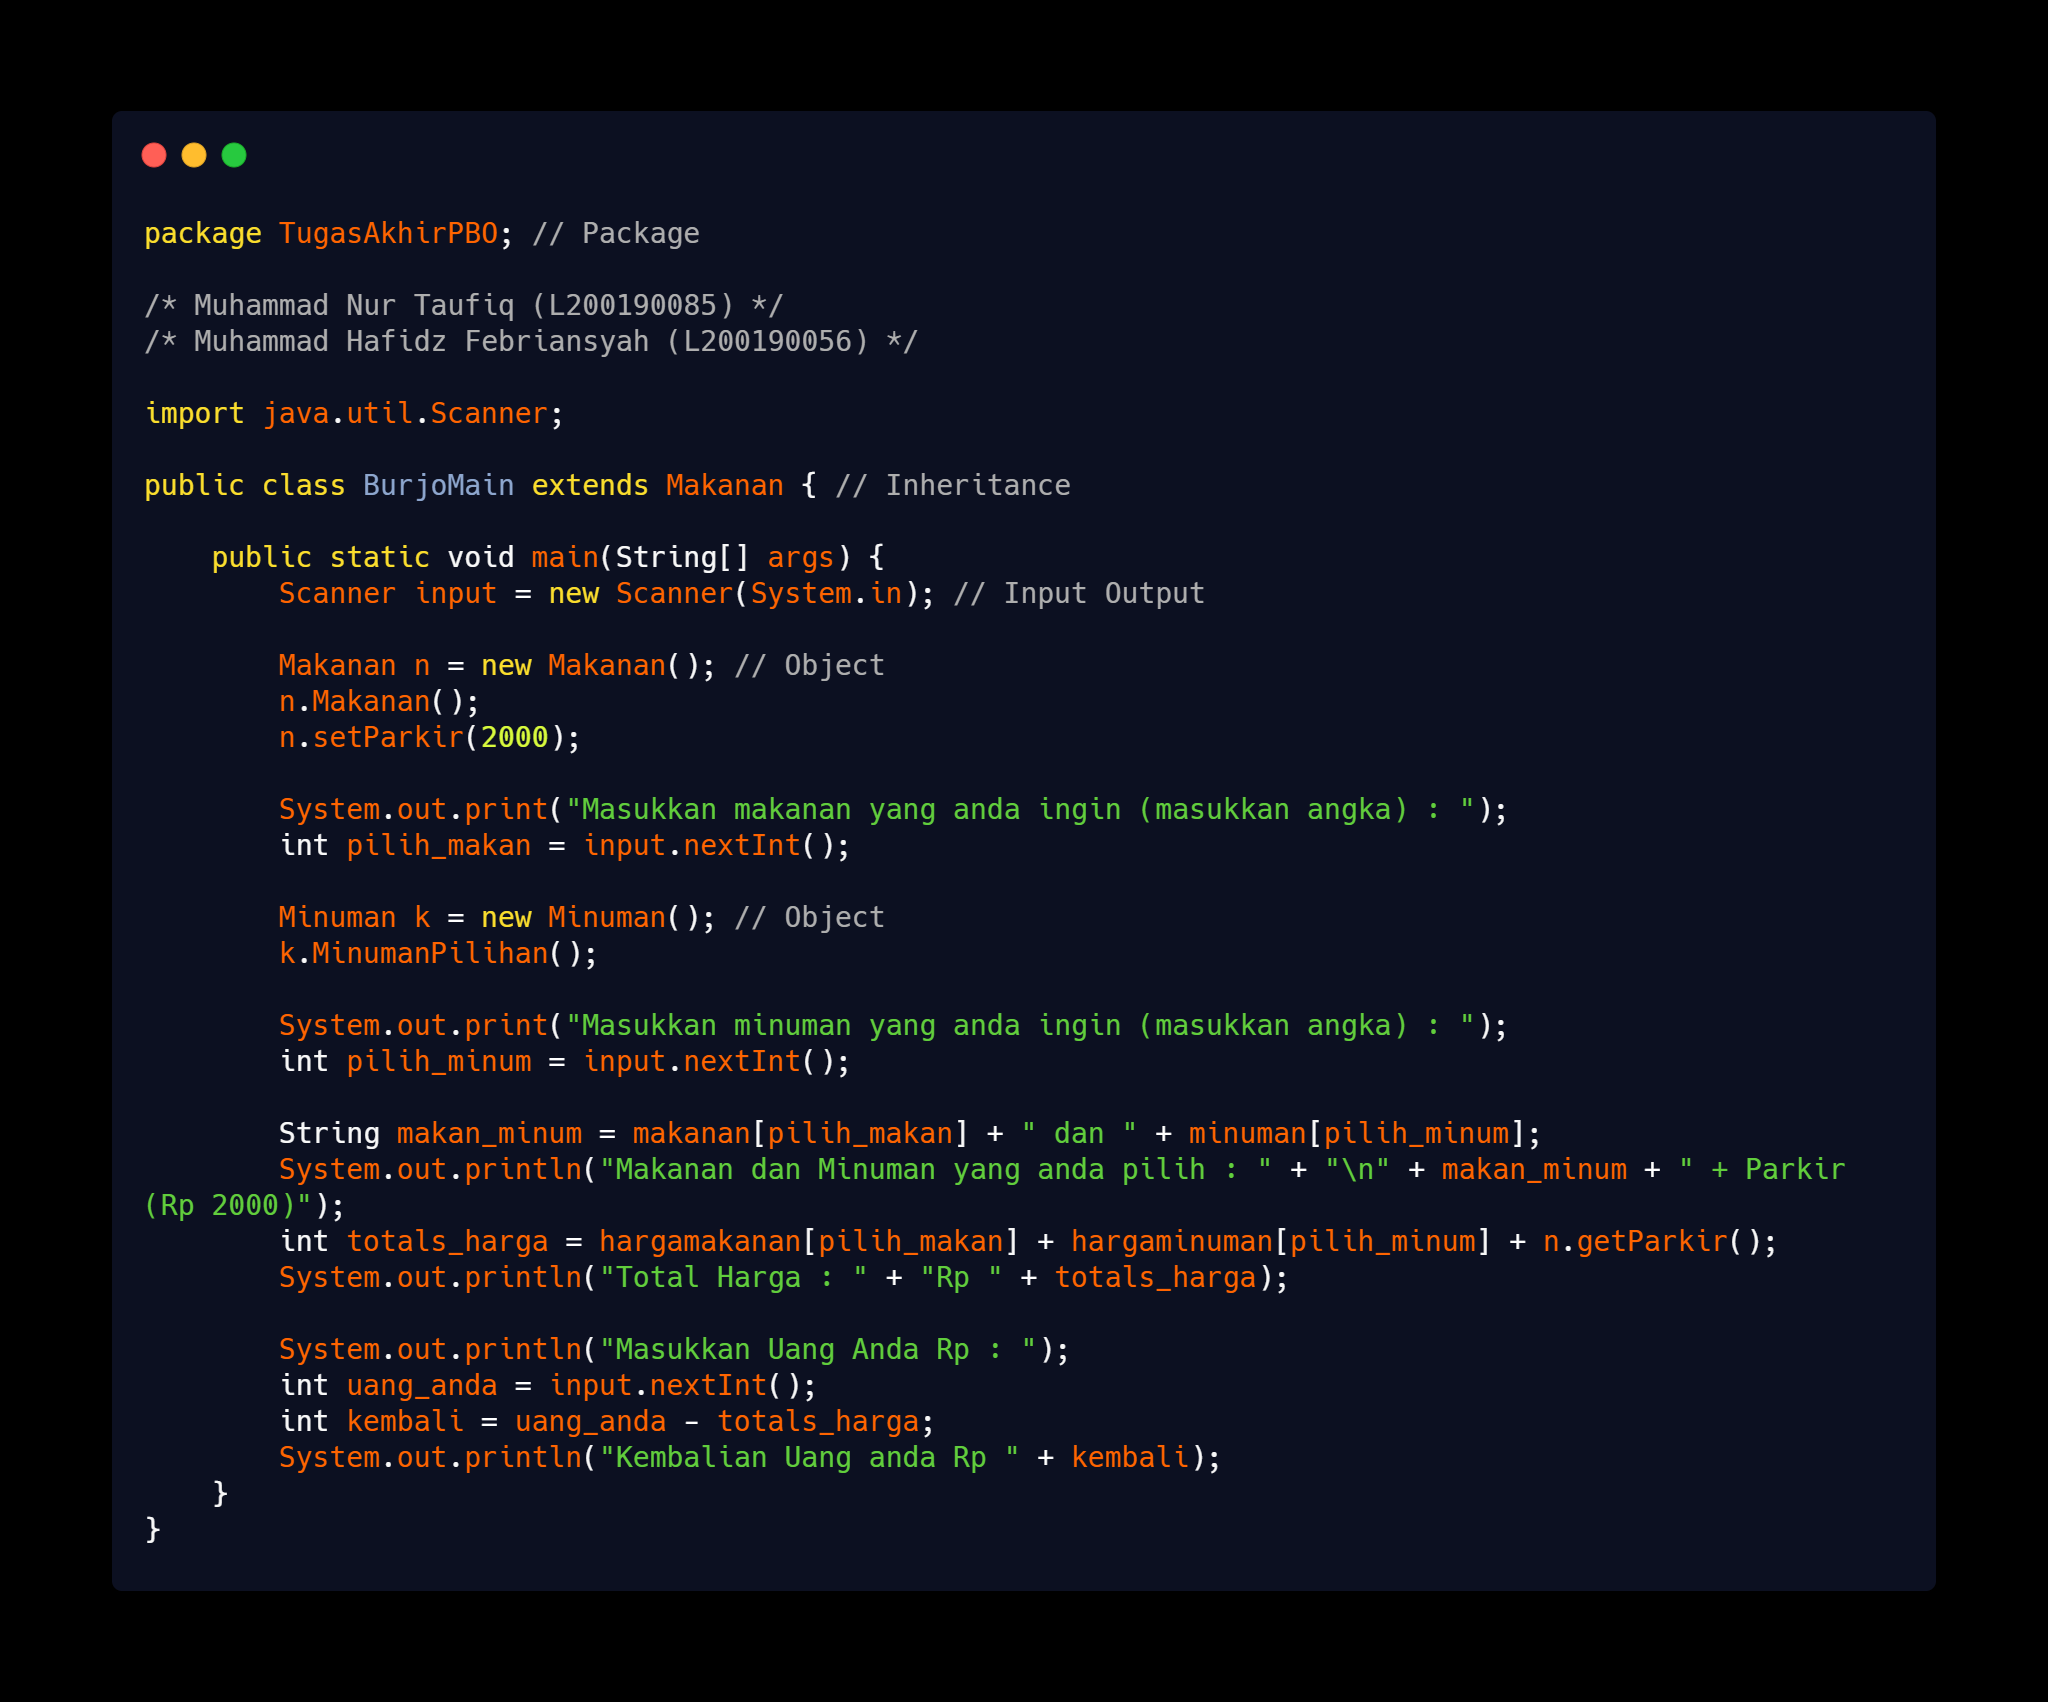 package TugasAkhirPBO; // Package
/* Muhammad Nur Taufiq (L200190085) */
/* Muhammad Hafidz Febriansyah (L200190056) */
import java.util.Scanner;
public class BurjoMain extends Makanan { // Inheritance
    public static void main(String[] args) {
        Scanner input = new Scanner(System.in); // Input Output
        Makanan n = new Makanan(); // Object
        n.Makanan();
        n.setParkir(2000);
        System.out.print("Masukkan makanan yang anda ingin (masukkan angka) : ");
        int pilih_makan = input.nextInt();
        Minuman k = new Minuman(); // Object
        k.MinumanPilihan();
        System.out.print("Masukkan minuman yang anda ingin (masukkan angka) : ");
        int pilih_minum = input.nextInt();
        String makan_minum = makanan[pilih_makan] + " dan " + minuman[pilih_minum];
        System.out.println("Makanan dan Minuman yang anda pilih : " + "\n" + makan_minum + " + Parkir
(Rp 2000)");
        int totals_harga = hargamakanan[pilih_makan] + hargaminuman[pilih_minum] + n.getParkir();
        System.out.println("Total Harga : " + "Rp " + totals_harga);
        System.out.println("Masukkan Uang Anda Rp : ");
        int uang_anda = input.nextInt();
        int kembali = uang_anda - totals_harga;
        System.out.println("Kembalian Uang anda Rp " + kembali);
    }
}